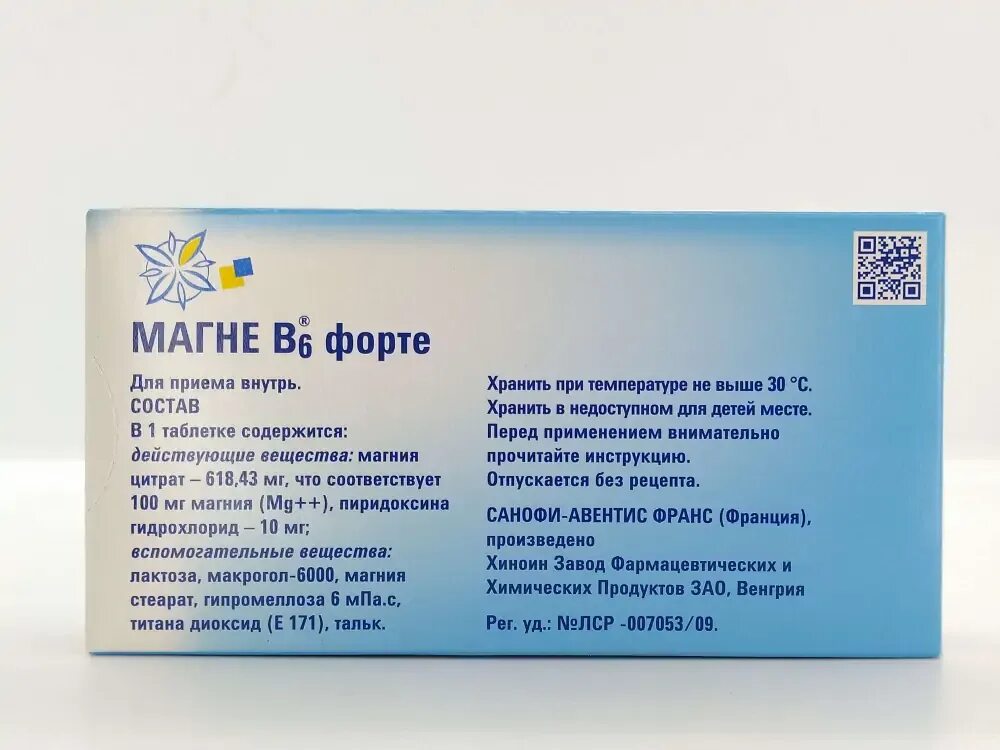 МАГНЕ В6® форте
Для приема внутрь.
СОСТАВ
В 1 таблетке содержится:
действующие вещества: магния
цитрат – 618,43 мг, что соответствует
100 мг магния (Mg++), пиридоксина
гидрохлорид – 10 мг;
вспомогательные вещества:
лактоза, макрогол-6000, магния
стеарат, гипромеллоза 6 мПа.с,
титана диоксид (Е 171), тальк.
Хранить при температуре не выше 30 °С.
Хранить в недоступном для детей месте.
Перед применением внимательно
прочитайте инструкцию.
Отпускается без рецепта.
САНОФИ-АВЕНТИС ФРАНС (Франция),
произведено
Хиноин Завод Фармацевтических и
Химических Продуктов ЗАО, Венгрия
Рег. уд.: №ЛСР -007053/09.